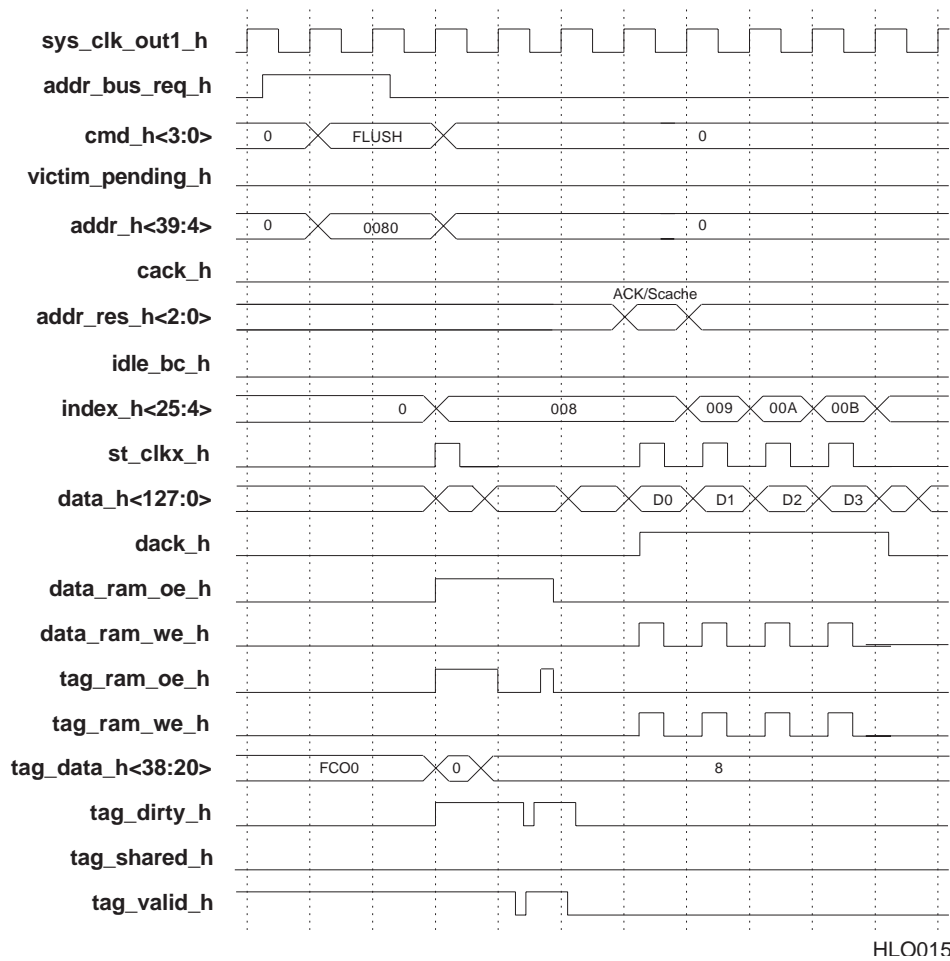 sys_clk_out1_h
addr_bus_req_h
cmd_h<3:0> 0 FLUSH 0
victim_pending_h
addr_h<39:4> 0 0080 0
cack_h
ACK/Scache
addr_res_h<2:0>
idle_bc_h
index_h<25:4> 0 008 009 00A 00B
st_clkx_h
data_h<127:0> D0 D1 D2 D3
dack_h
data_ram_oe_h
data_ram_we_h
tag_ram_oe_h
tag_ram_we_h
tag_data_h<38:20> FCO0 0 8
tag_dirty_h
tag_shared_h
tag_valid_h
HLO015